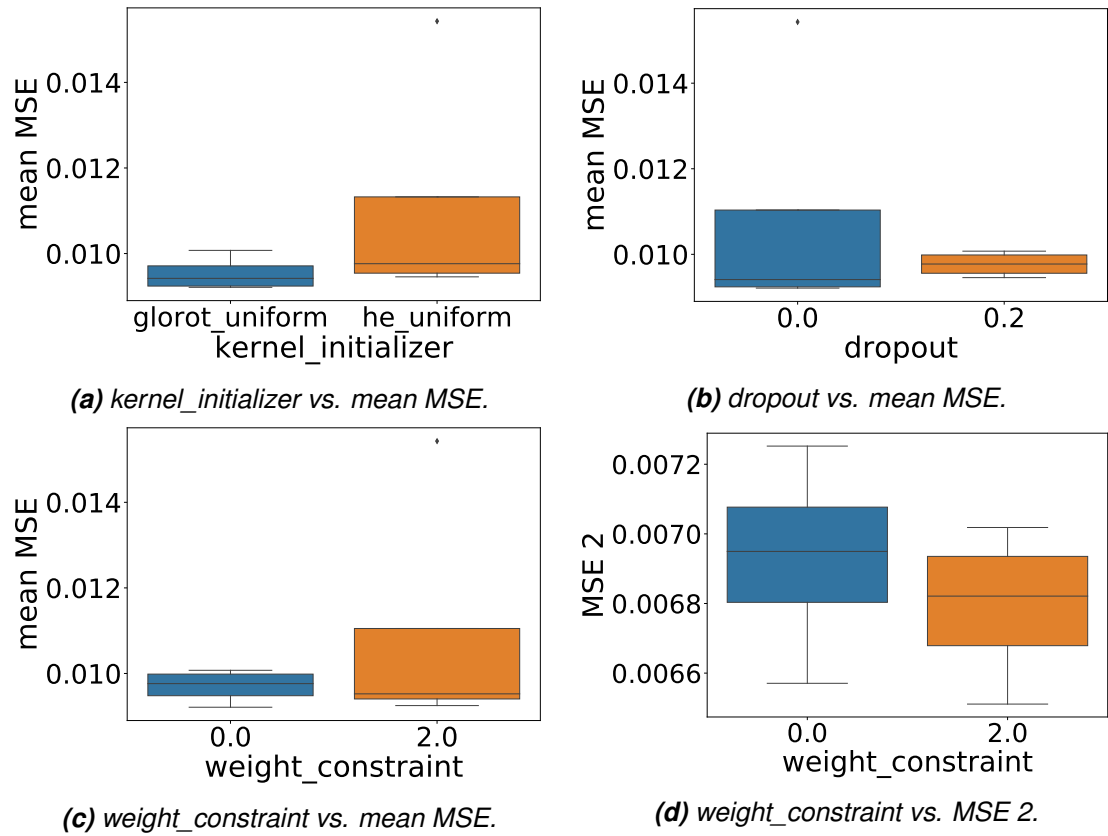 mean MSE
0.014
0.012
0.010
glorot_uniform
he_uniform
kernel_initializer
(a) kernel_initializer vs. mean MSE.
mean MSE
0.014
0.012
0.010
0.0
0.2
dropout
(b) dropout vs. mean MSE.
mean MSE
0.014
0.012
0.010
0.0
2.0
weight_constraint
(c) weight_constraint vs. mean MSE.
MSE 2
0.0072
0.0070
0.0068
0.0066
0.0
2.0
weight_constraint
(d) weight_constraint vs. MSE 2.